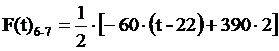 F(t)₆₋₇ = 1/2 · [− 60 · (t - 22) + 390 · 2]